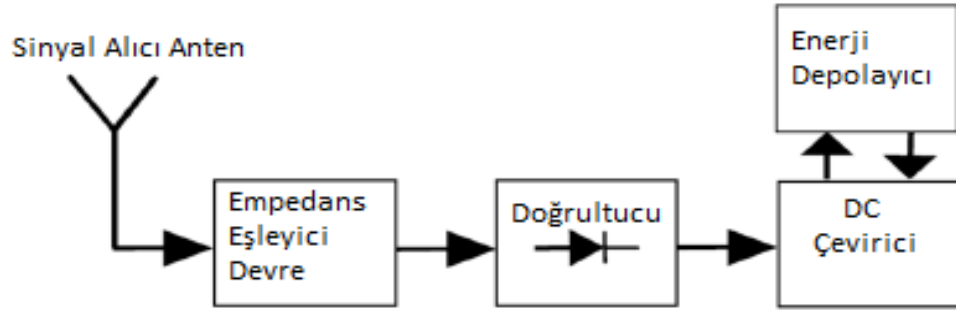 Sinyal Alıcı Anten
Empedans
Eşleyici
Devre
Doğrultucu
DC
Çevirici
Enerji
Depolayıcı